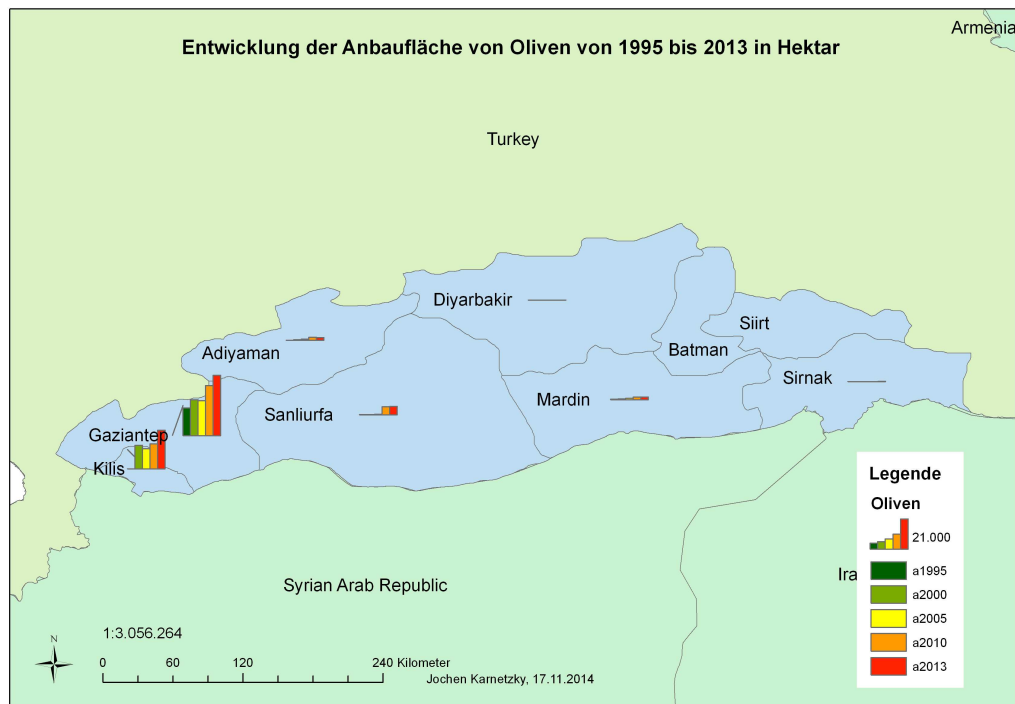 Armenia
Entwicklung der Anbaufläche von Oliven von 1995 bis 2013 in Hektar
Turkey
Diyarbakir
Siirt
Adiyaman
Batman
Sirnak
Mardin
Sanliurfa
Gaziantep
Kilis
Legende
Oliven
21.000
a1995
a2000
a2005
a2010
a2013
Ira
Syrian Arab Republic
N
1:3.056.264
0 60 120 240 Kilometer
Jochen Karnetzky, 17.11.2014